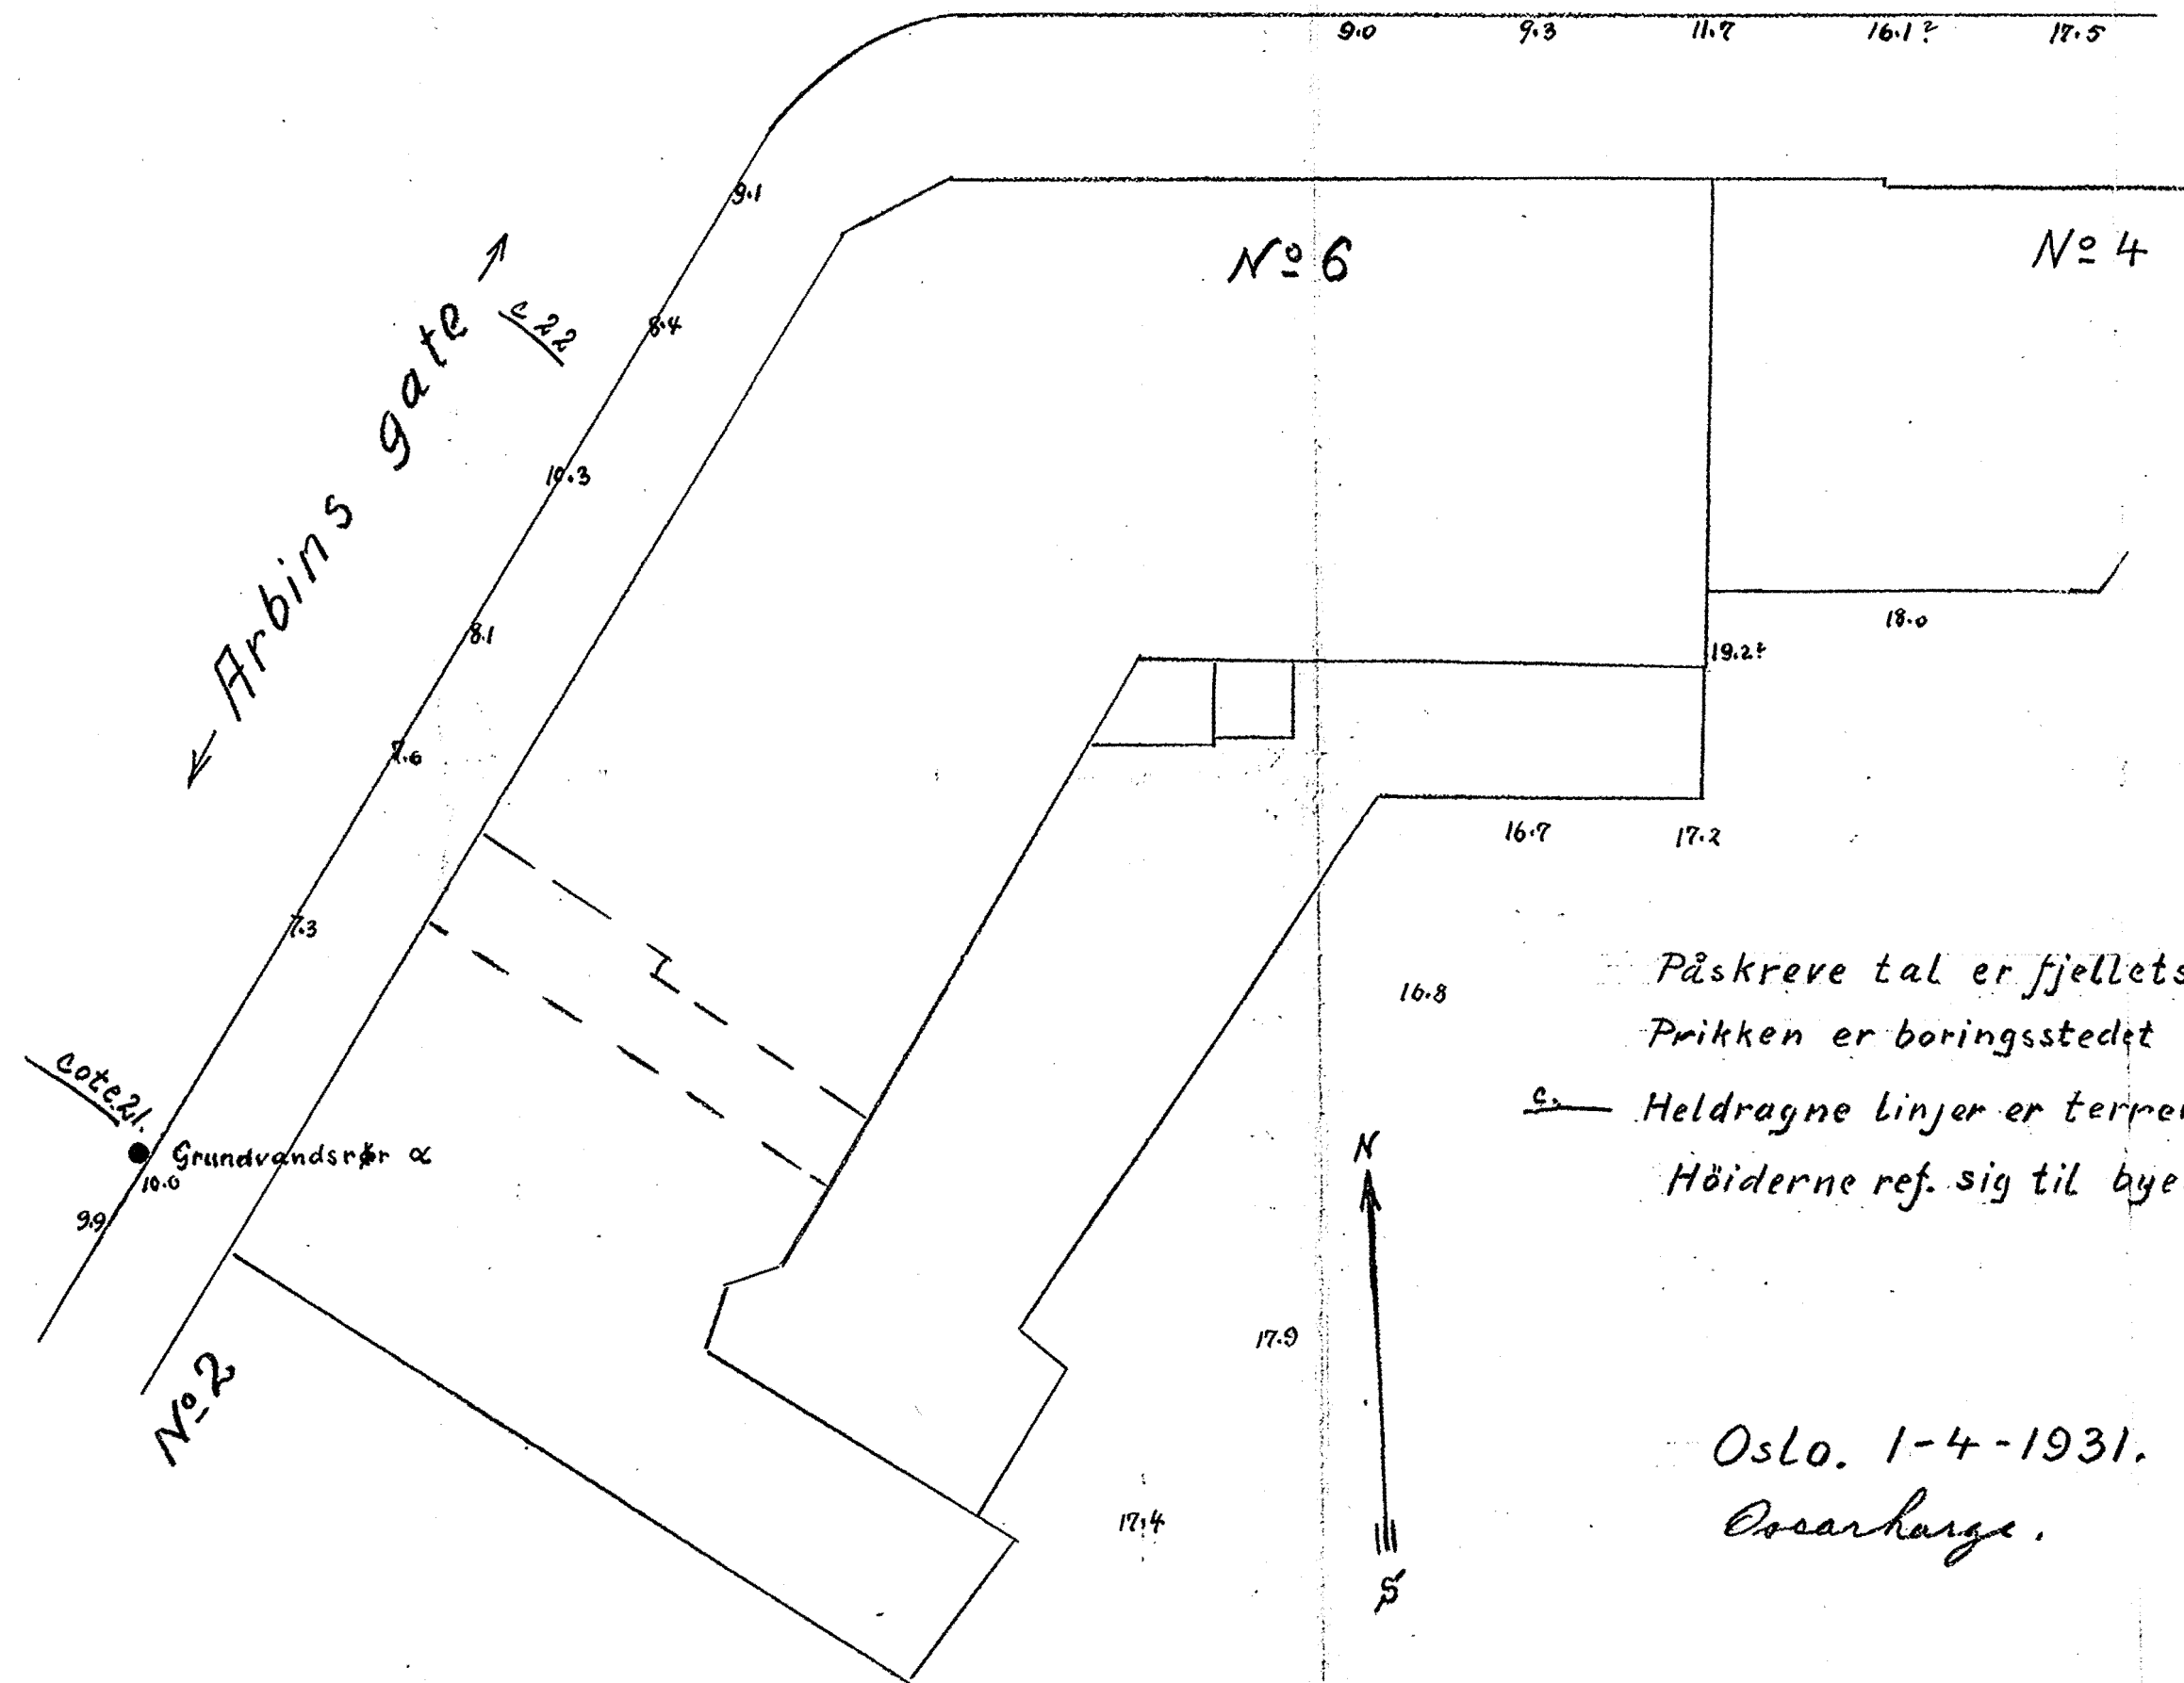 9.0 9.3 11.7 16.1? 17.5
9.1
Nº 6
Nº 4
c 22
8.4
Arbins gate
10.3
8.1
18.0
19.2?
7.6
16.7
17.2
7.3
16.8
Påskreve tal er fjellets
Prikken er boringsstedet
c. Heldragne linjer er terre
Höiderne ref. sig til bye
cote 21.
Grundvandsrør α
10.0
9.9
N
S
17.9
Nº 2
17.4
Oslo. 1-4-1931.